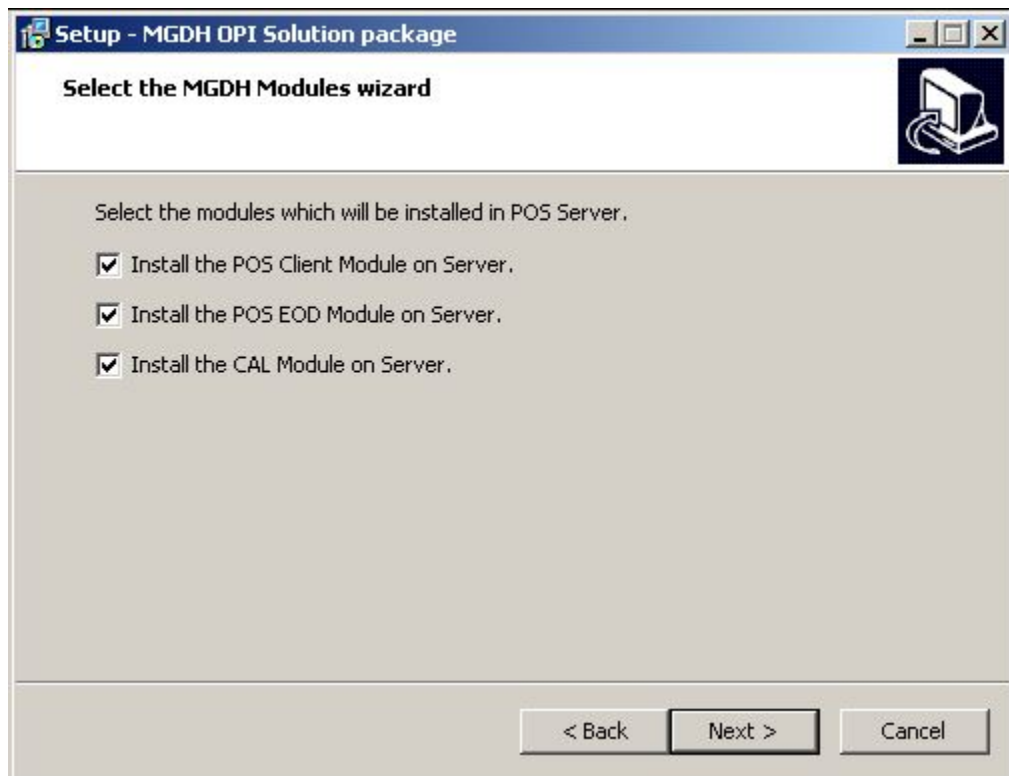 Setup - MGDH OPI Solution package
Select the MGDH Modules wizard
Select the modules which will be installed in POS Server.
Install the POS Client Module on Server.
Install the POS EOD Module on Server.
Install the CAL Module on Server.
< Back Next > Cancel